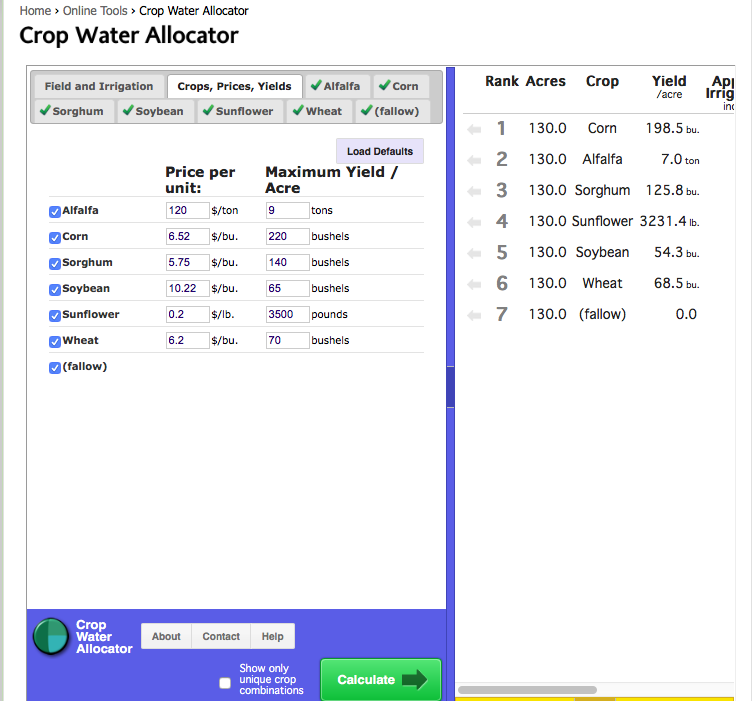 Home › Online Tools › Crop Water Allocator
Crop Water Allocator
Field and Irrigation Crops, Prices, Yields Alfalfa Corn
Sorghum Soybean Sunflower Wheat (fallow)
Load Defaults
Price per unit: Maximum Yield / Acre
Alfalfa 120 $/ton 9 tons
Corn 6.52 $/bu. 220 bushels
Sorghum 5.75 $/bu. 140 bushels
Soybean 10.22 $/bu. 65 bushels
Sunflower 0.2 $/lb. 3500 pounds
Wheat 6.2 $/bu. 70 bushels
(fallow)
Crop
Water
Allocator
About Contact Help
Show only
unique crop
combinations
Calculate
Rank Acres Crop Yield
/acre
1 130.0 Corn 198.5 bu.
2 130.0 Alfalfa 7.0 ton
3 130.0 Sorghum 125.8 bu.
4 130.0 Sunflower 3231.4 lb.
5 130.0 Soybean 54.3 bu.
6 130.0 Wheat 68.5 bu.
7 130.0 (fallow) 0.0